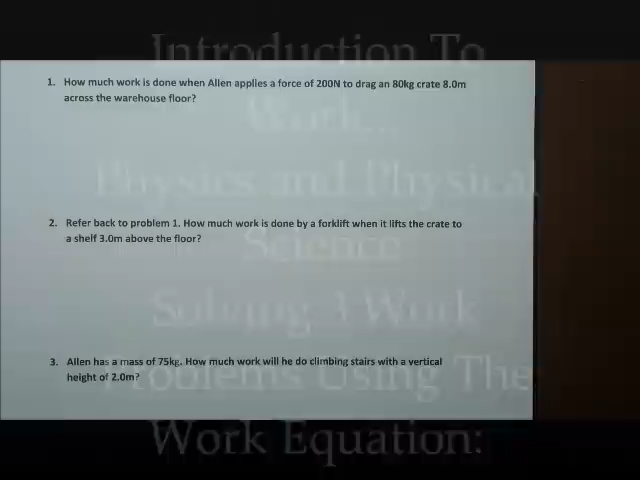 Introduction To
1. How much work is done when Allen applies a force of 200N to drag an 80kg crate 8.0m
across the warehouse floor?
Work...
Physics and Physical
2. Refer back to problem 1. How much work is done by a forklift when it lifts the crate to
a shelf 3.0m above the floor?
Science
Solving 3 Work
3. Allen has a mass of 75kg. How much work will he do climbing stairs with a vertical
height of 2.0m?
Problems Using The
Work Equation: